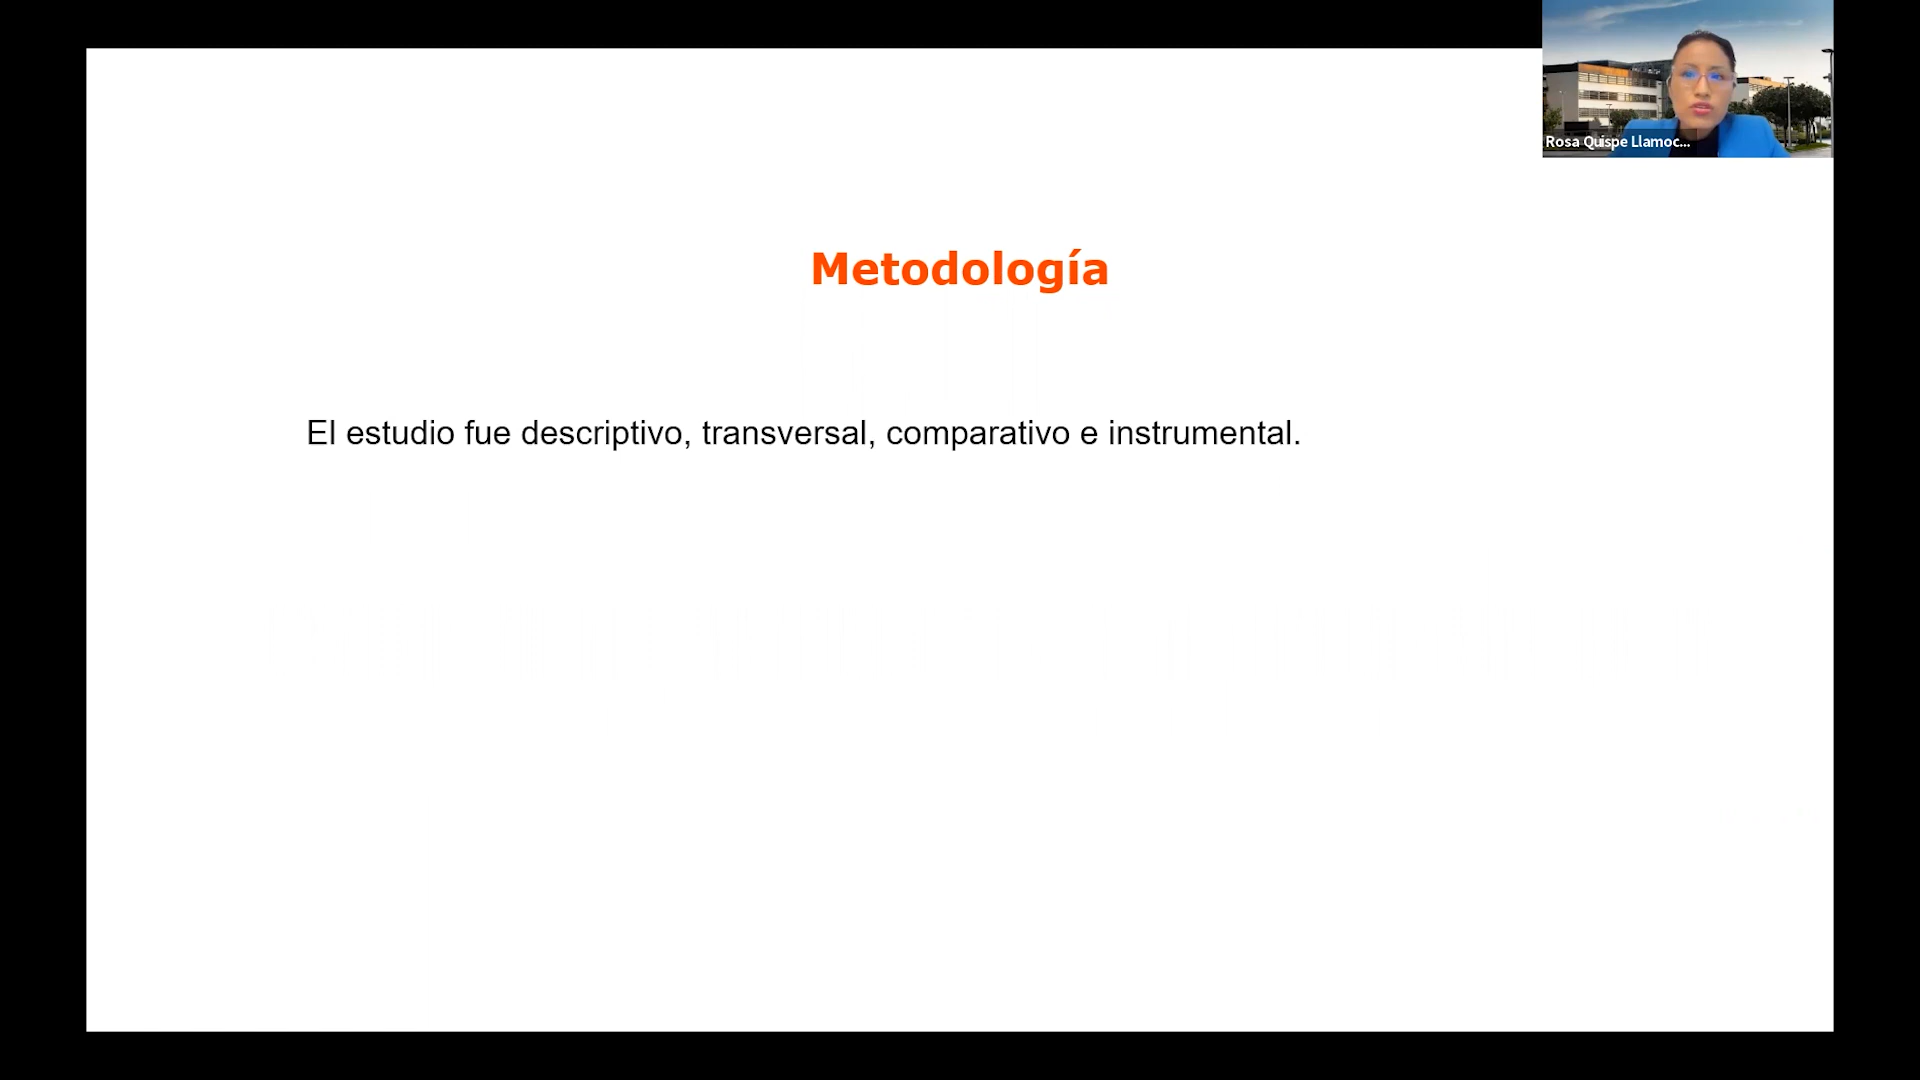 Rosa Quispe Llamoc...
Metodología
El estudio fue descriptivo, transversal, comparativo e instrumental.